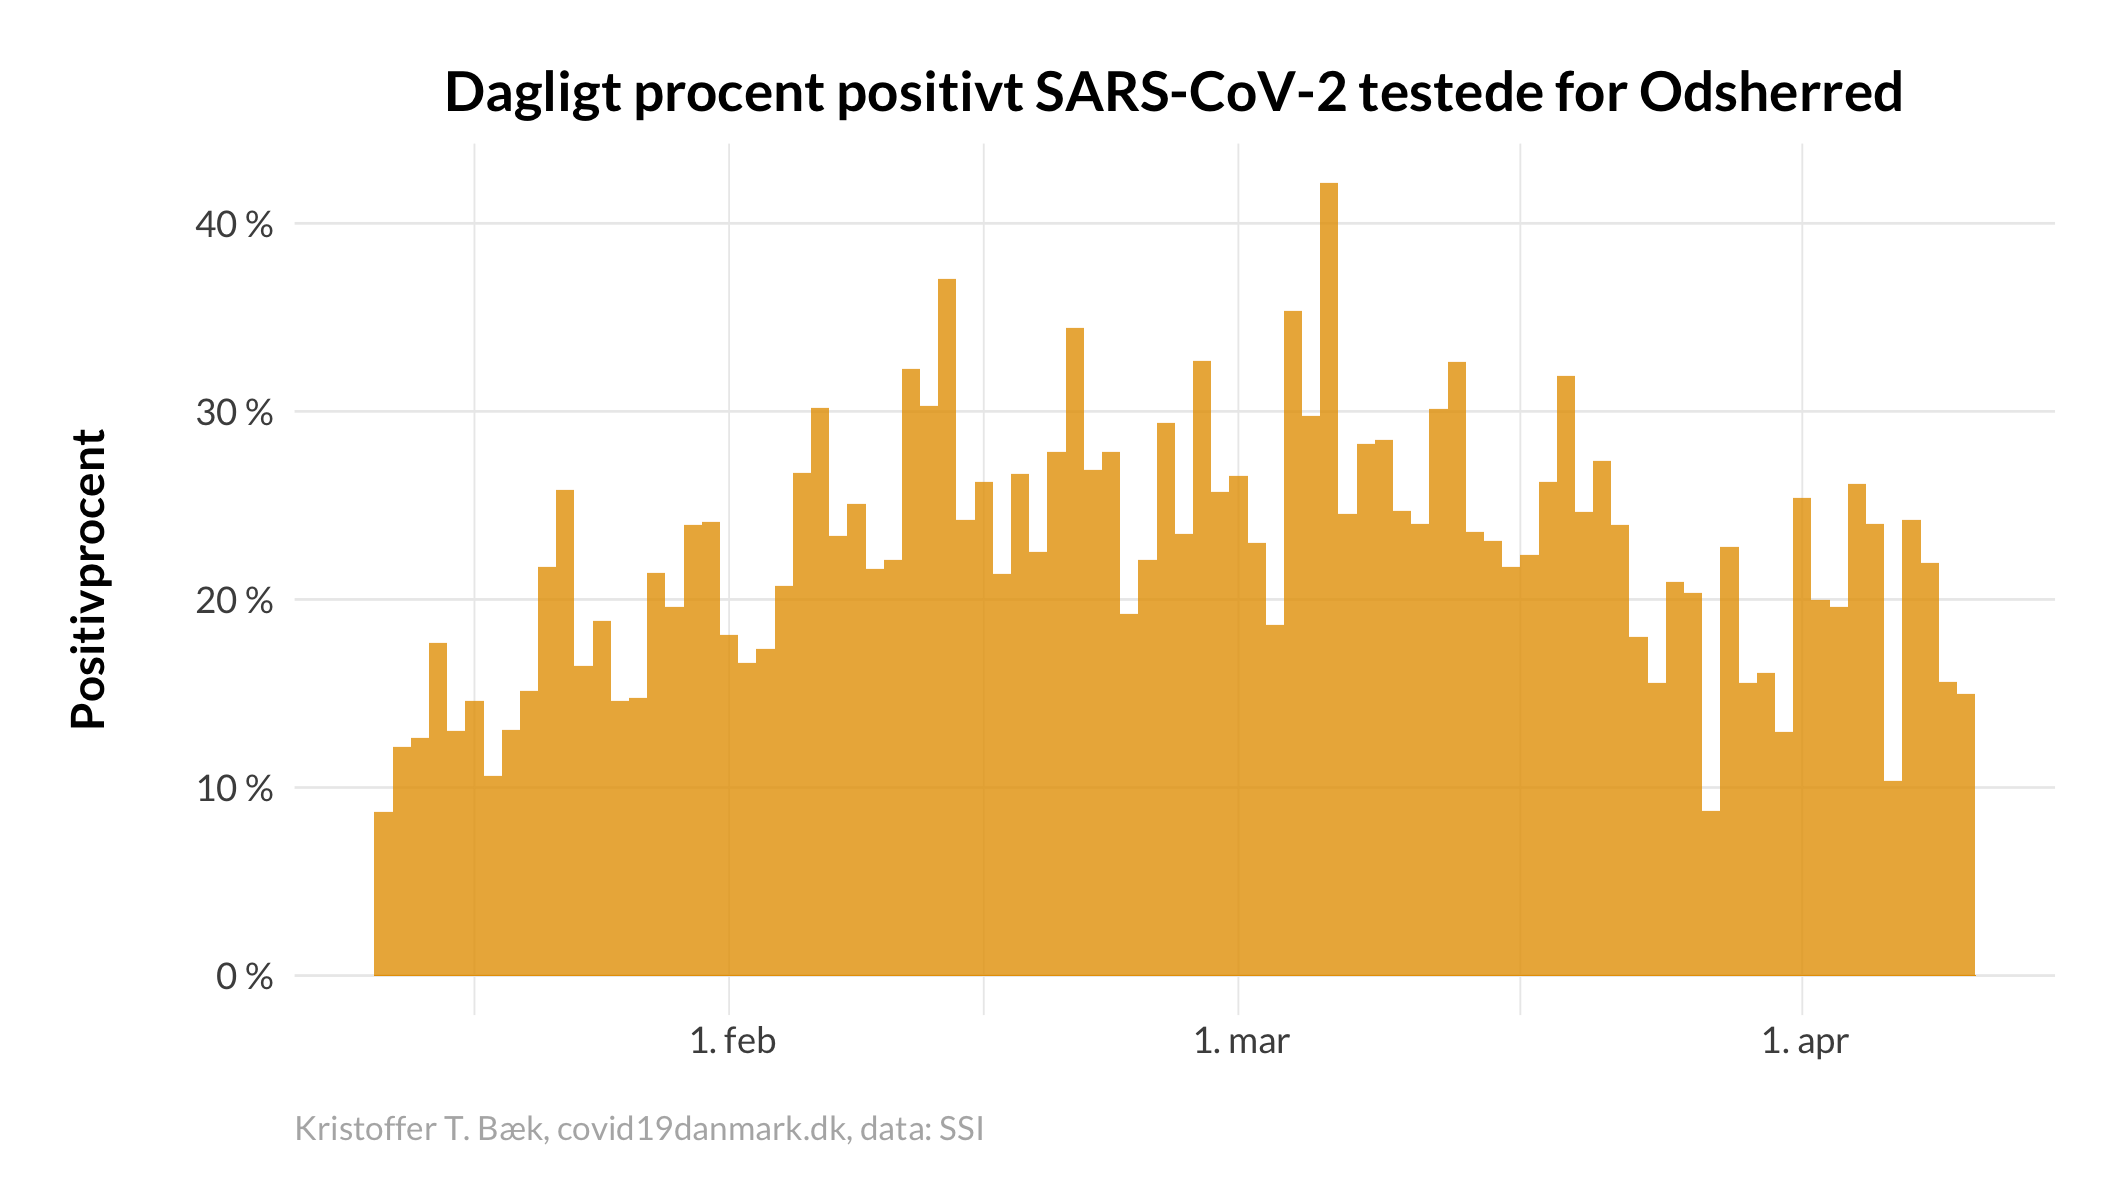 Dagligt procent positivt SARS-CoV-2 testede for Odsherred
Positivprocent
40 %
30 %
20 %
10 %
0 %
1. feb
1. mar
1. apr
Kristoffer T. Bæk, covid19danmark.dk, data: SSI